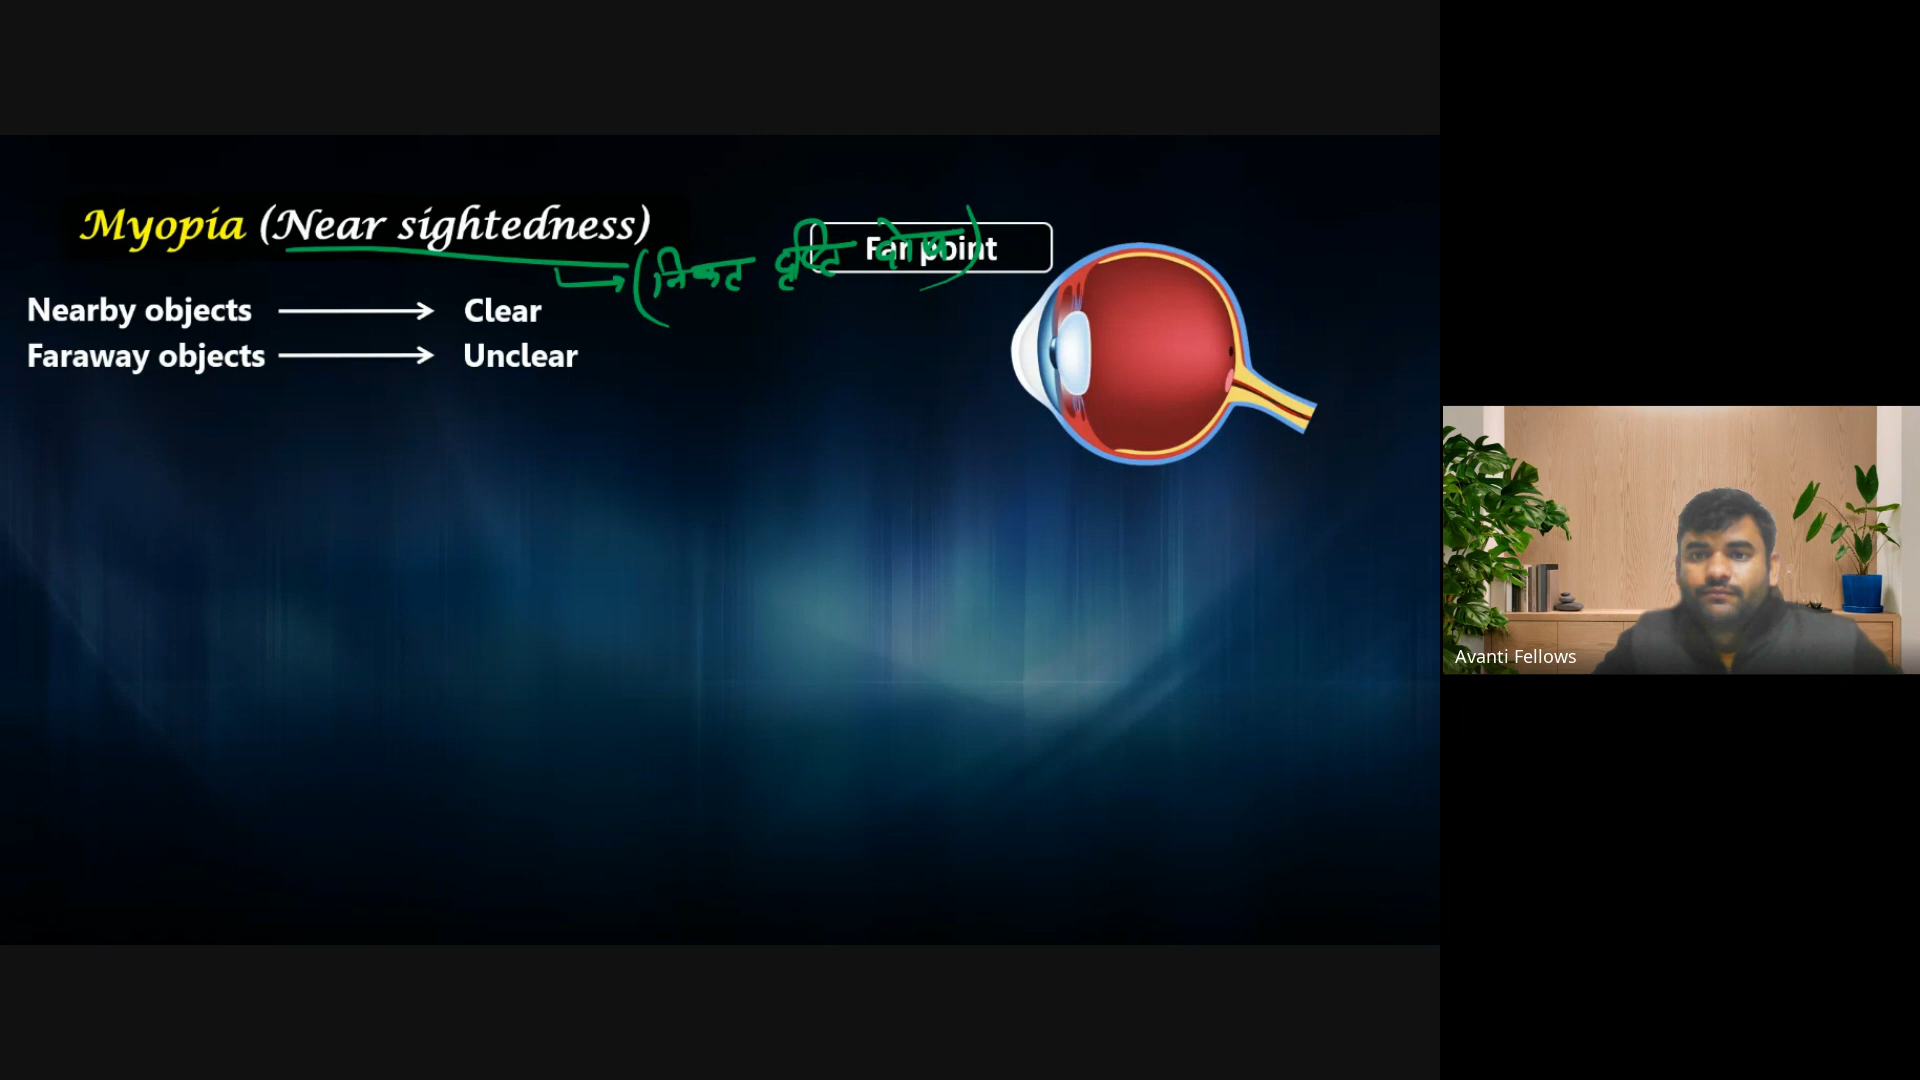 Myopia (Near sightedness)
(निकट दृष्टि दोष)
Far point
Nearby objects → Clear
Faraway objects → Unclear
Avanti Fellows